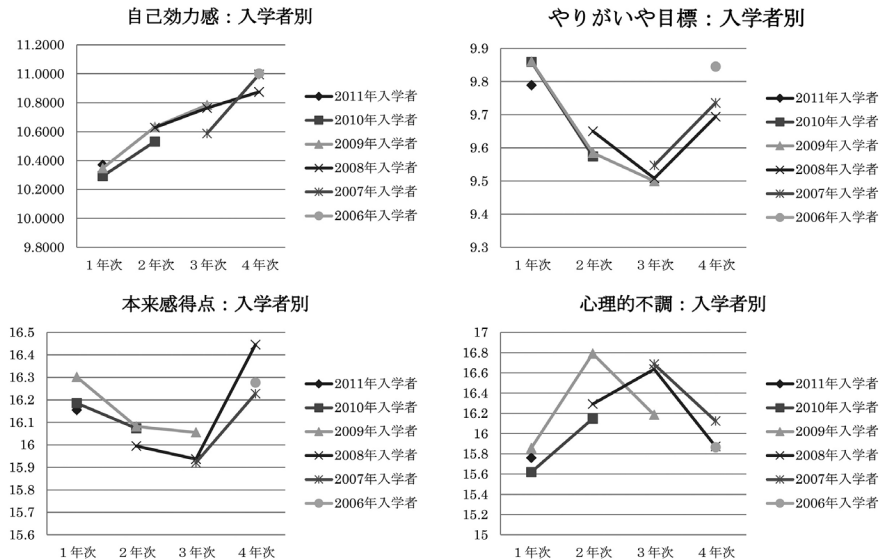 自己効力感：入学者別
11.2000
11.0000
10.8000
10.6000
10.4000
10.2000
10.0000
9.8000
1年次 2年次 3年次 4年次
2011年入学者
2010年入学者
2009年入学者
2008年入学者
2007年入学者
2006年入学者
やりがいや目標：入学者別
9.9
9.8
9.7
9.6
9.5
9.4
9.3
1年次 2年次 3年次 4年次
2011年入学者
2010年入学者
2009年入学者
2008年入学者
2007年入学者
2006年入学者
本来感得点：入学者別
16.5
16.4
16.3
16.2
16.1
16
15.9
15.8
15.7
15.6
1年次 2年次 3年次 4年次
2011年入学者
2010年入学者
2009年入学者
2008年入学者
2007年入学者
2006年入学者
心理的不調：入学者別
17
16.8
16.6
16.4
16.2
16
15.8
15.6
15.4
15.2
15
1年次 2年次 3年次 4年次
2011年入学者
2010年入学者
2009年入学者
2008年入学者
2007年入学者
2006年入学者